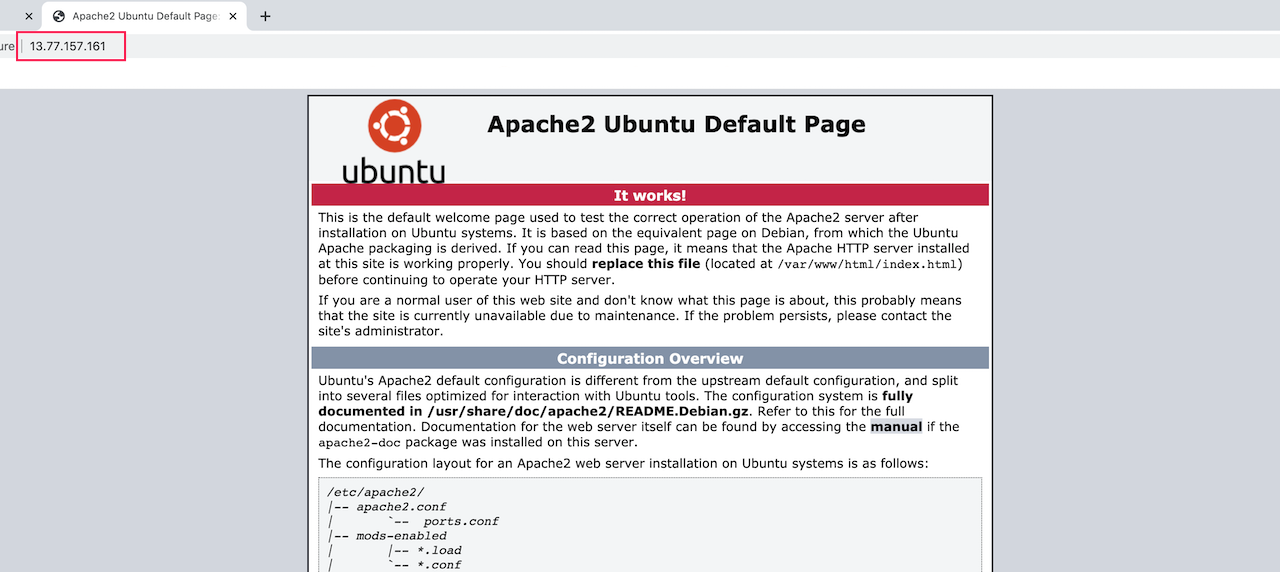 Apache2 Ubuntu Default Page:
ure 13.77.157.161
Apache2 Ubuntu Default Page
ubuntu
It works!
This is the default welcome page used to test the correct operation of the Apache2 server after
installation on Ubuntu systems. It is based on the equivalent page on Debian, from which the Ubuntu
Apache packaging is derived. If you can read this page, it means that the Apache HTTP server installed
at this site is working properly. You should replace this file (located at /var/www/html/index.html)
before continuing to operate your HTTP server.
If you are a normal user of this web site and don't know what this page is about, this probably means
that the site is currently unavailable due to maintenance. If the problem persists, please contact the
site's administrator.
Configuration Overview
Ubuntu's Apache2 default configuration is different from the upstream default configuration, and split
into several files optimized for interaction with Ubuntu tools. The configuration system is fully
documented in /usr/share/doc/apache2/README.Debian.gz. Refer to this for the full
documentation. Documentation for the web server itself can be found by accessing the manual if the
apache2-doc package was installed on this server.
The configuration layout for an Apache2 web server installation on Ubuntu systems is as follows:
/etc/apache2/
|-- apache2.conf
|       `--  ports.conf
|-- mods-enabled
|       |-- *.load
|       `-- *.conf